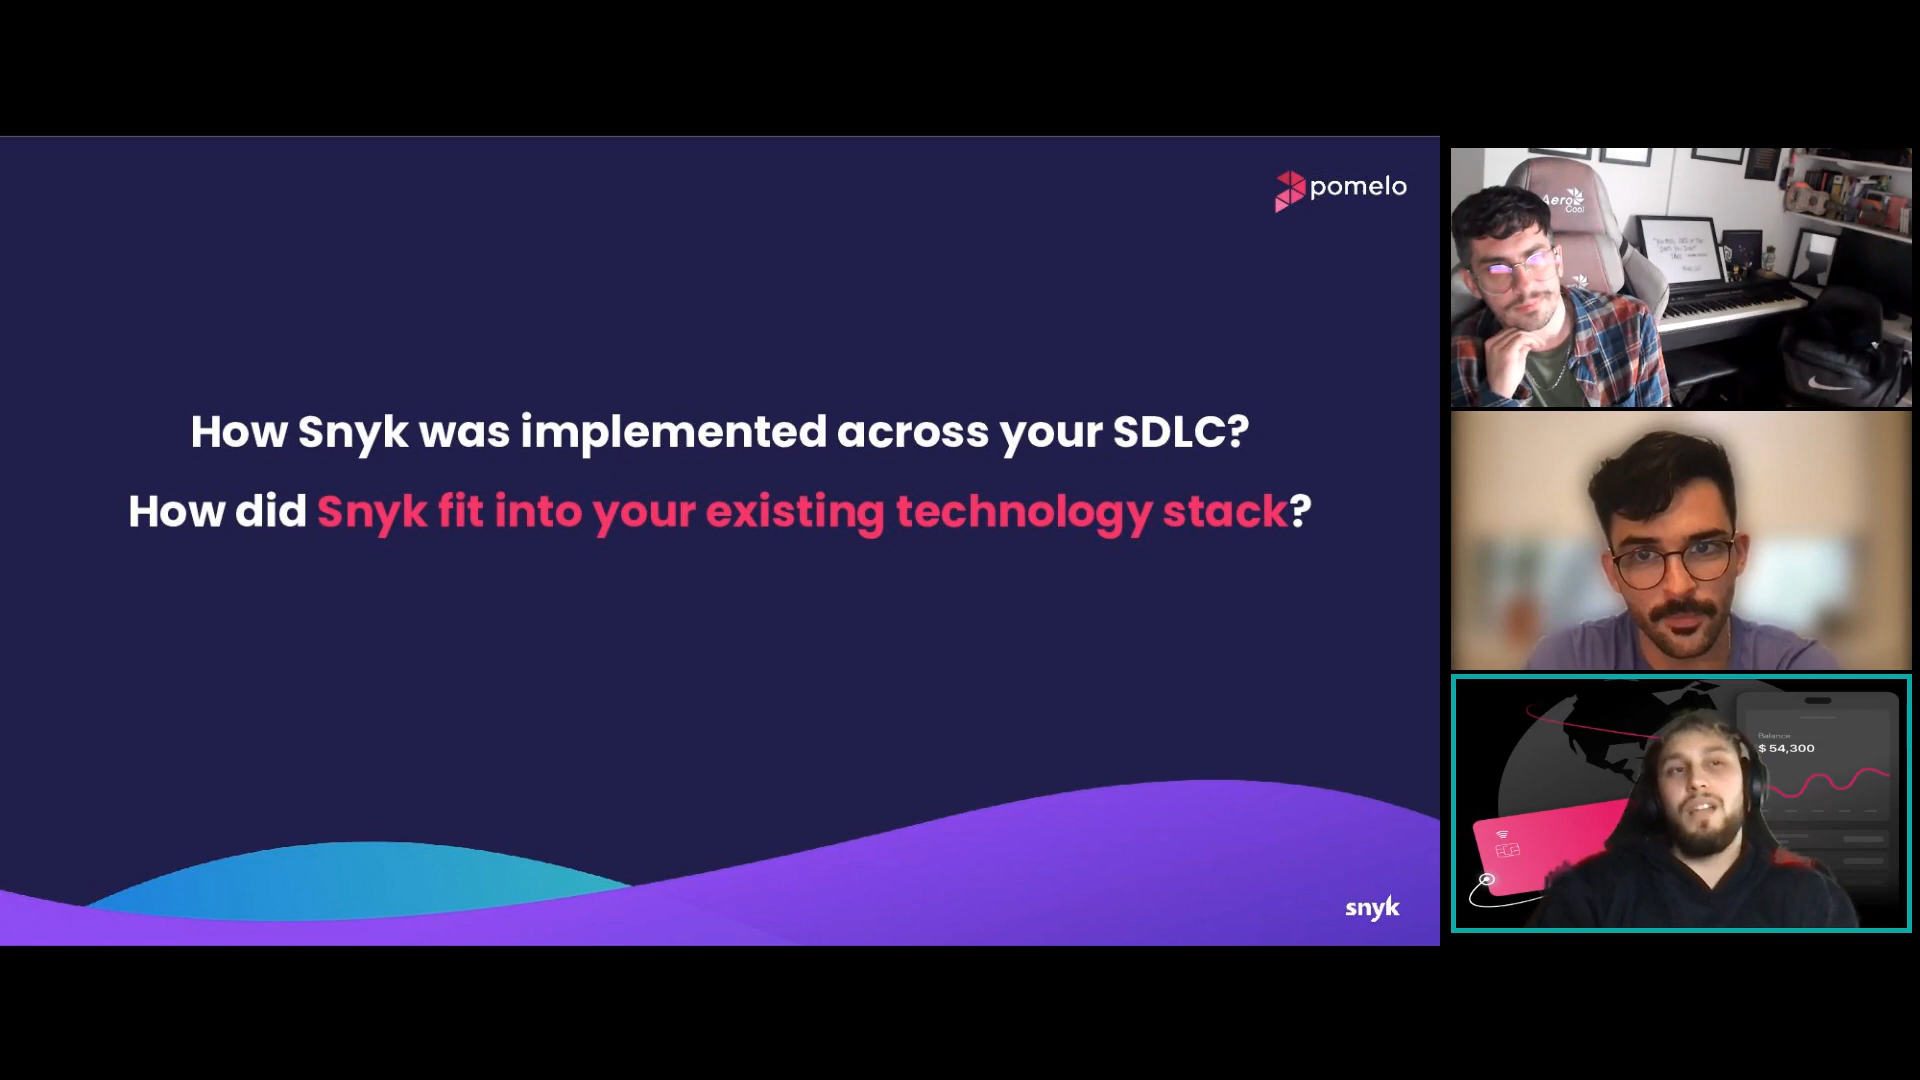 pomelo
How Snyk was implemented across your SDLC?
How did Snyk fit into your existing technology stack?
snyk
Aero
Cool
Balance
$ 54,300